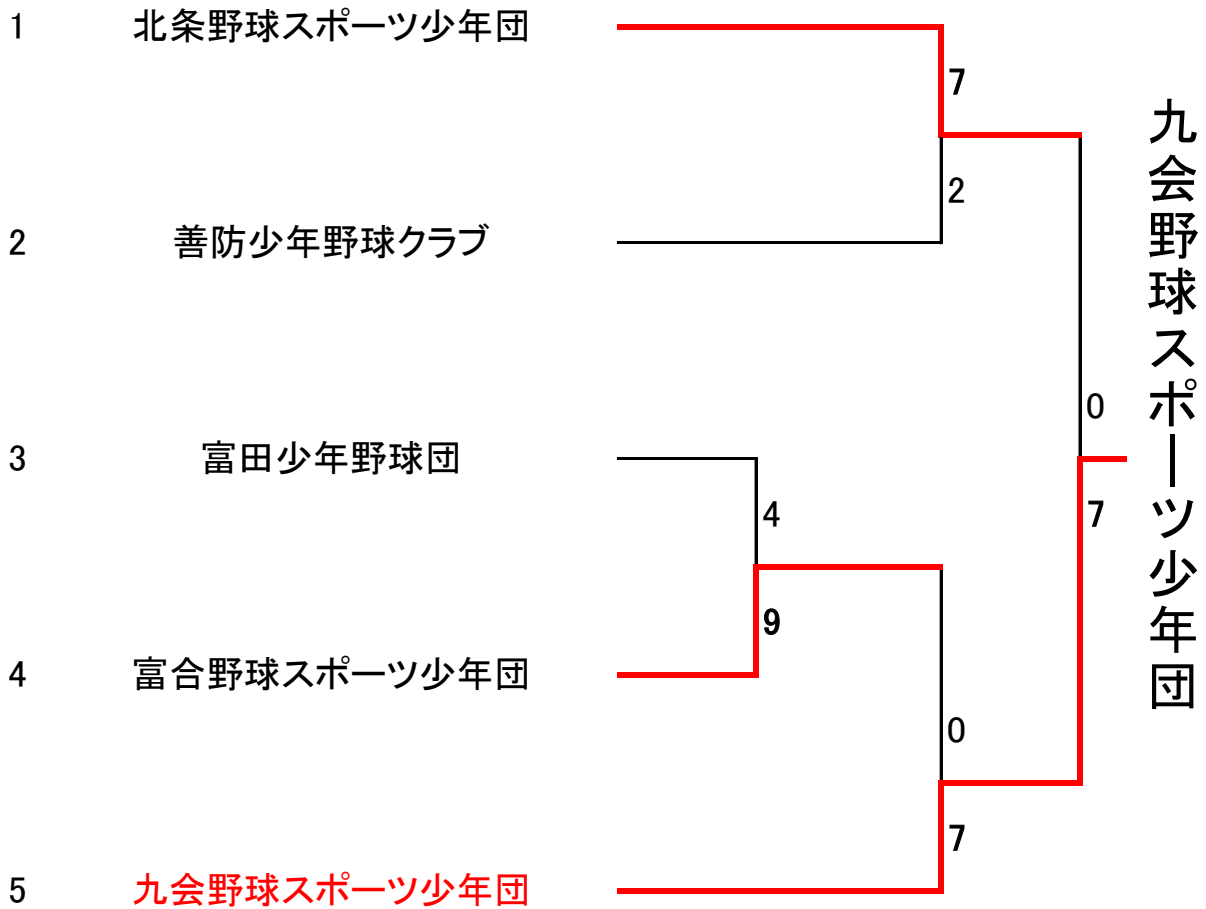 1 北条野球スポーツ少年団
7
2
2 善防少年野球クラブ
0
3 富田少年野球団
4
7
9
4 富合野球スポーツ少年団
0
7
5 九会野球スポーツ少年団
九会野球スポーツ少年団